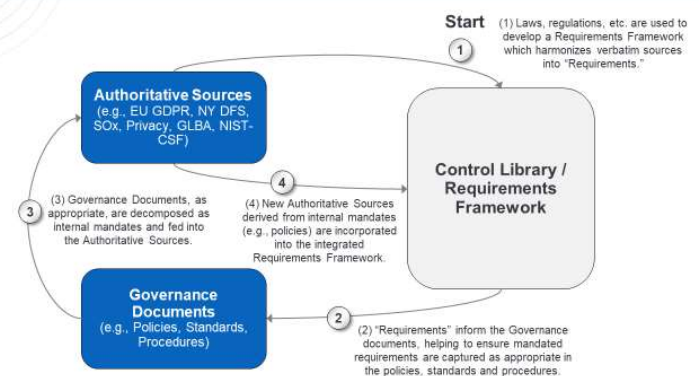 Start
(1) Laws, regulations, etc. are used to
develop a Requirements Framework
which harmonizes verbatim sources
into “Requirements.”
1
Authoritative Sources
(e.g., EU GDPR, NY DFS,
SOx, Privacy, GLBA, NIST-
CSF)
Control Library /
Requirements
Framework
4
(4) New Authoritative Sources
derived from internal mandates
(e.g., policies) are incorporated
into the integrated
Requirements Framework.
3
(3) Governance Documents, as
appropriate, are decomposed as
internal mandates and fed into
the Authoritative Sources.
Governance
Documents
(e.g., Policies, Standards,
Procedures)
2
(2) “Requirements” inform the Governance
documents, helping to ensure mandated
requirements are captured as appropriate in
the policies, standards and procedures.